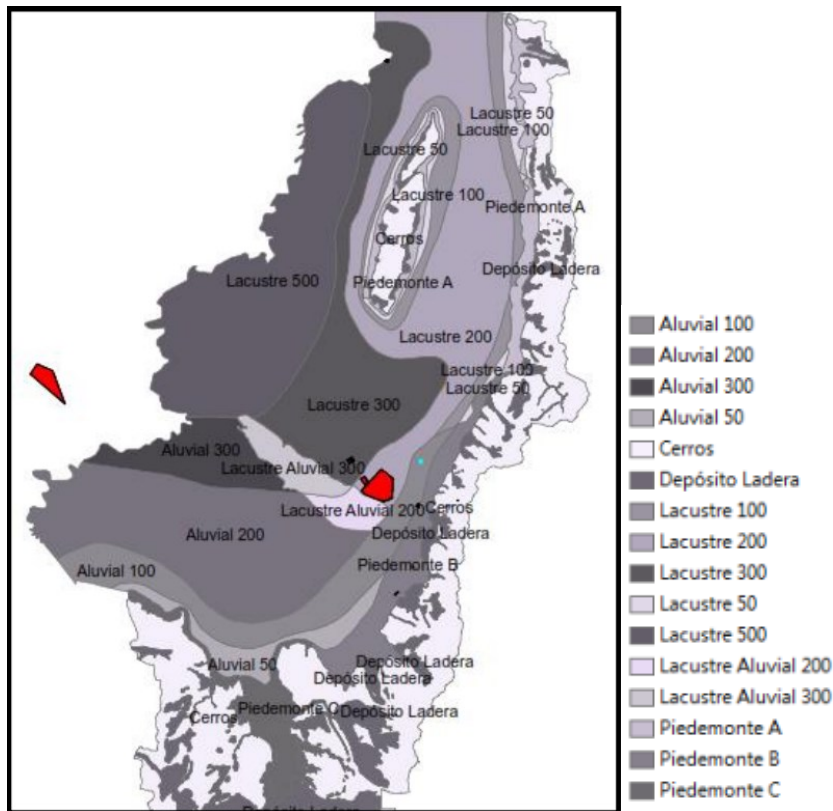 Lacustre 50
Lacustre 100
Lacustre 50
Lacustre 100
Piedemonte A
Cerros
Depósito Ladera
Piedemonte A
Lacustre 500
Lacustre 200
Lacustre 100
Lacustre 50
Lacustre 300
Aluvial 300
Lacustre Aluvial 300
Lacustre Aluvial 200
Cerros
Aluvial 200
Depósito Ladera
Piedemonte B
Aluvial 100
Aluvial 50
Depósito Ladera
Depósito Ladera
Cerros
Piedemonte C
Depósito Ladera
Depósito Ladera
Aluvial 100
Aluvial 200
Aluvial 300
Aluvial 50
Cerros
Depósito Ladera
Lacustre 100
Lacustre 200
Lacustre 300
Lacustre 50
Lacustre 500
Lacustre Aluvial 200
Lacustre Aluvial 300
Piedemonte A
Piedemonte B
Piedemonte C